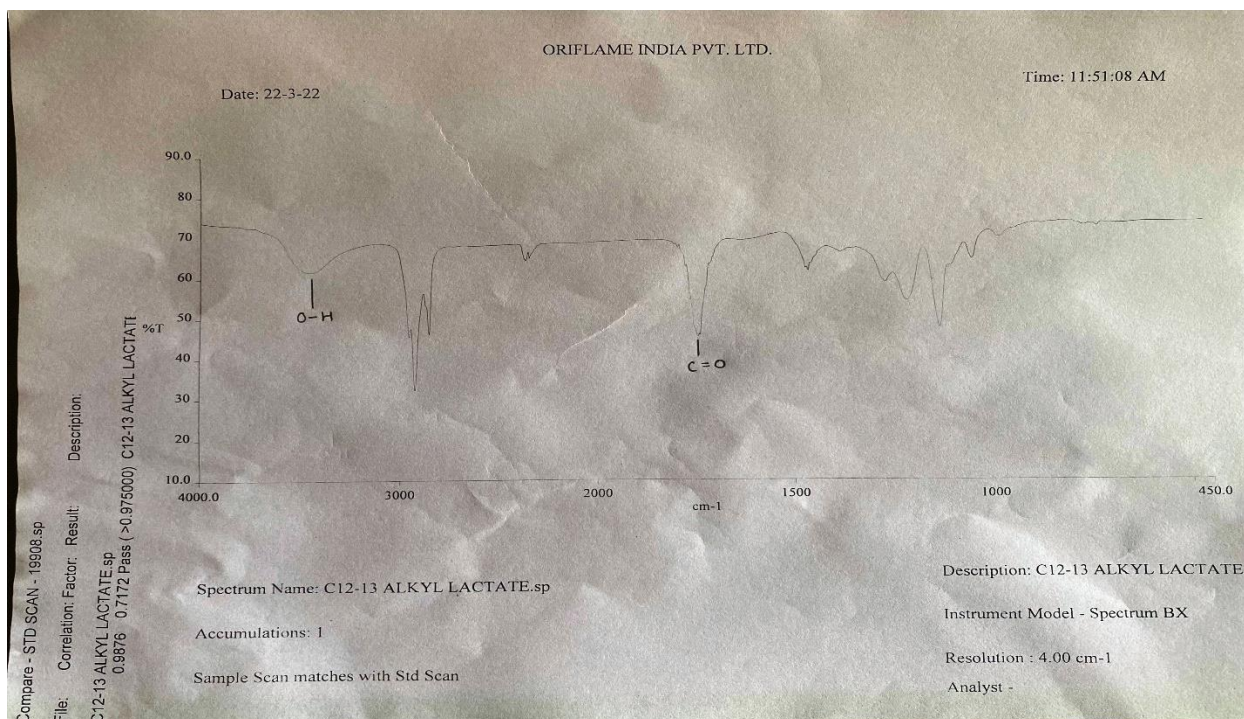 ORIFLAME INDIA PVT. LTD.
Date: 22-3-22
Time: 11:51:08 AM
90.0
80
70
60
50
40
30
20
10.0
%T
O-H
C=O
4000.0
3000
2000
1500
1000
450.0
cm-1
Spectrum Name: C12-13 ALKYL LACTATE.sp
Accumulations: 1
Sample Scan matches with Std Scan
Description: C12-13 ALKYL LACTATE
Instrument Model - Spectrum BX
Resolution : 4.00 cm-1
Analyst -
Compare - STD SCAN - 19908.sp
File: Correlation: Factor: Result: Description:
C12-13 ALKYL LACTATE.sp
0.9876 0.7172 Pass ( >0.975000) C12-13 ALKYL LACTATE